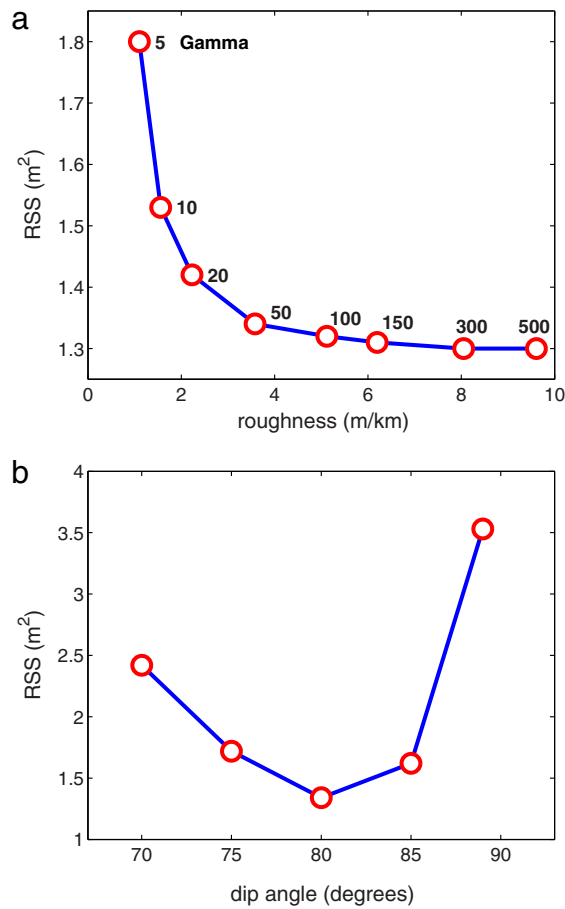 a
1.8
1.7
1.6
1.5
1.4
1.3
RSS (m²)
5 Gamma
10
20
50
100
150
300
500
0 2 4 6 8 10
roughness (m/km)
b
4
3.5
3
2.5
2
1.5
1
RSS (m²)
70 75 80 85 90
dip angle (degrees)